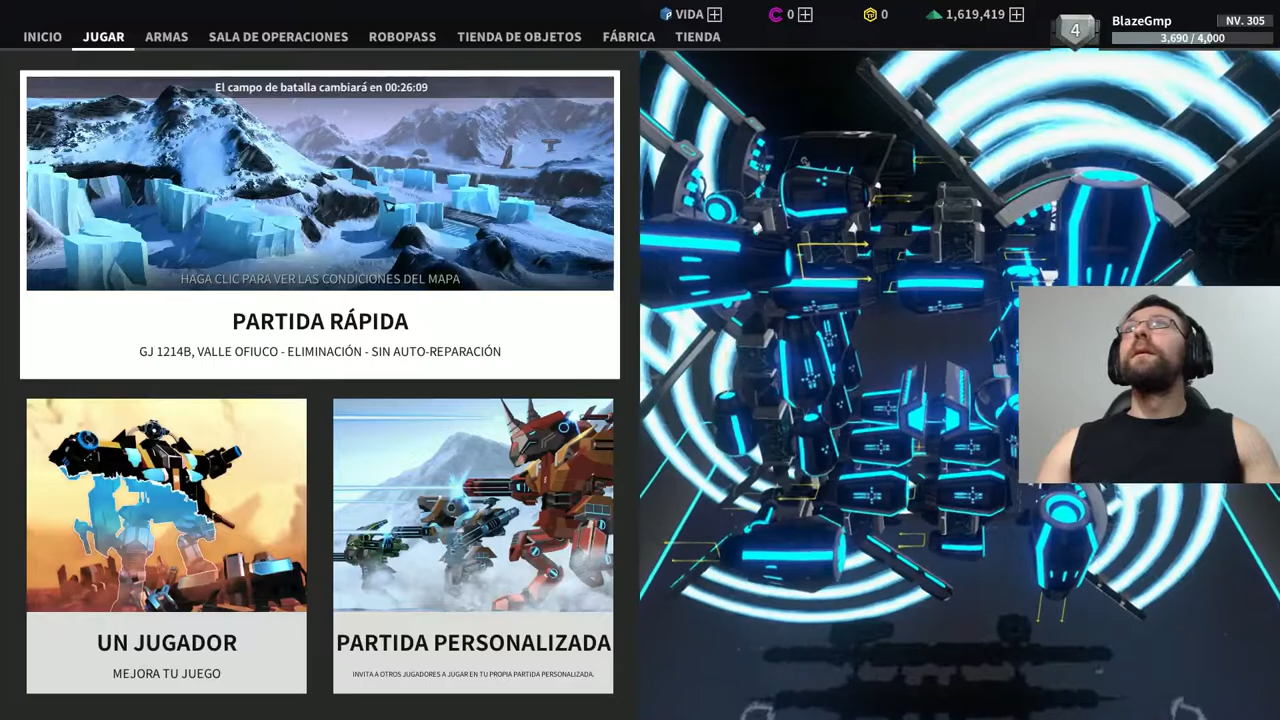 VIDA
0
0
1,619,419
4
BlazeGmp
NV. 305
3,690 / 4,000
INICIO
JUGAR
ARMAS
SALA DE OPERACIONES
ROBOPASS
TIENDA DE OBJETOS
FÁBRICA
TIENDA
El campo de batalla cambiará en 00:26:09
HAGA CLIC PARA VER LAS CONDICIONES DEL MAPA
PARTIDA RÁPIDA
GJ 1214B, VALLE OFIUCO - ELIMINACIÓN - SIN AUTO-REPARACIÓN
UN JUGADOR
MEJORA TU JUEGO
PARTIDA PERSONALIZADA
INVITA A OTROS JUGADORES A JUGAR EN TU PROPIA PARTIDA PERSONALIZADA.